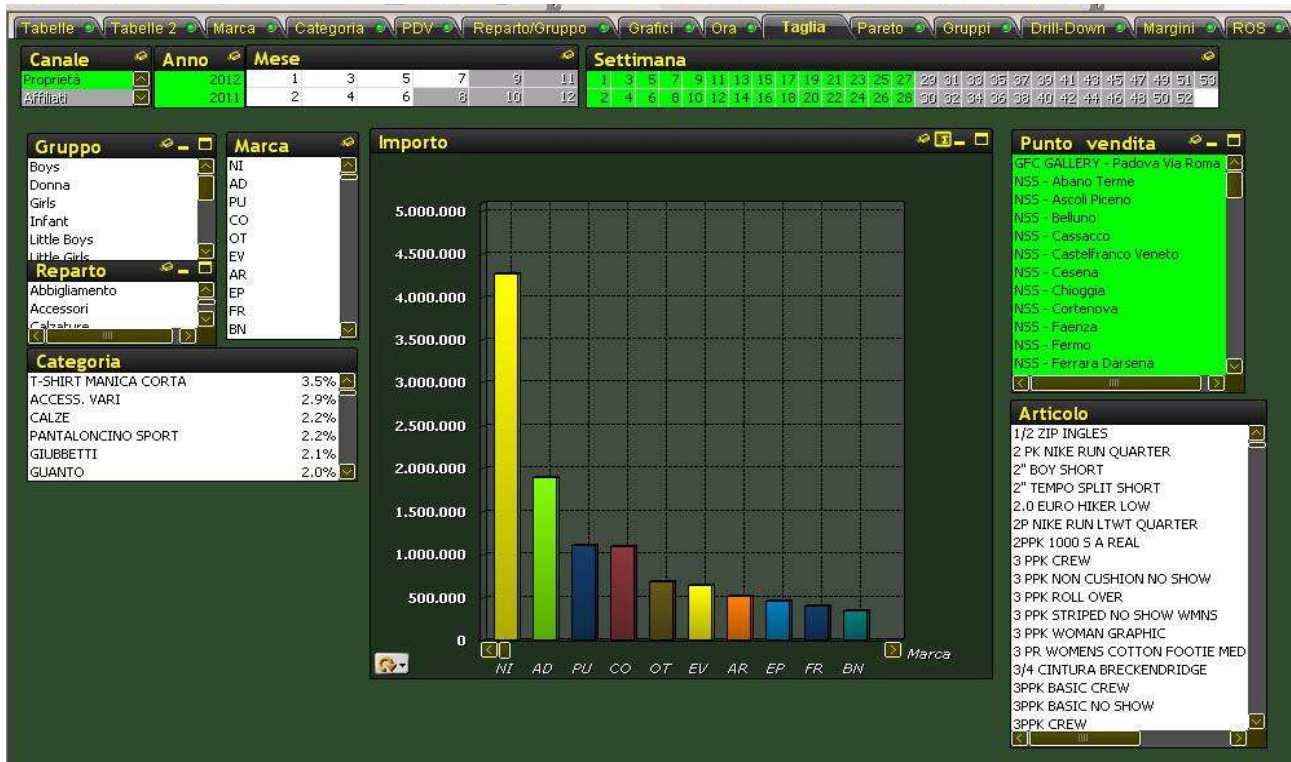 Tabelle Tabelle 2 Marca Categoria PDV Reparto/Gruppo Grafici Ora Taglia Pareto Gruppi Drill-Down Margini ROS
Canale Anno Mese Settimana
Proprietà 2012 1 3 5 7 9 11 1 3 5 7 9 11 13 15 17 19 21 23 25 27 29 31 33 35 37 39 41 43 45 47 49 51 53
Affiliati 2011 2 4 6 8 10 12 2 4 6 8 10 12 14 16 18 20 22 24 26 28 30 32 34 36 38 40 42 44 46 48 50 52
Gruppo
Boys
Donna
Girls
Infant
Little Boys
Little Girls
Reparto
Abbigliamento
Accessori
Calzature
Marca
NI
AD
PU
CO
OT
EV
AR
EP
FR
BN
Categoria
T-SHIRT MANICA CORTA 3.5%
ACCESS. VARI 2.9%
CALZE 2.2%
PANTALONCINO SPORT 2.2%
GIUBBETTI 2.1%
GUANTO 2.0%
Importo
5.000.000
4.500.000
4.000.000
3.500.000
3.000.000
2.500.000
2.000.000
1.500.000
1.000.000
500.000
0
NI AD PU CO OT EV AR EP FR BN
Marca
Punto vendita
GFC GALLERY - Padova Via Roma
NSS - Abano Terme
NSS - Ascoli Piceno
NSS - Belluno
NSS - Cassacco
NSS - Castelfranco Veneto
NSS - Cesena
NSS - Chioggia
NSS - Cortenova
NSS - Faenza
NSS - Fermo
NSS - Ferrara Darsena
Articolo
1/2 ZIP INGLES
2 PK NIKE RUN QUARTER
2" BOY SHORT
2" TEMPO SPLIT SHORT
2.0 EURO HIKER LOW
2P NIKE RUN LTWT QUARTER
2PPK 1000 S A REAL
3 PPK CREW
3 PPK NON CUSHION NO SHOW
3 PPK ROLL OVER
3 PPK STRIPED NO SHOW WMNS
3 PPK WOMAN GRAPHIC
3 PR WOMENS COTTON FOOTIE MED
3/4 CINTURA BRECKENDRIDGE
3PPK BASIC CREW
3PPK BASIC NO SHOW
3PPK CREW